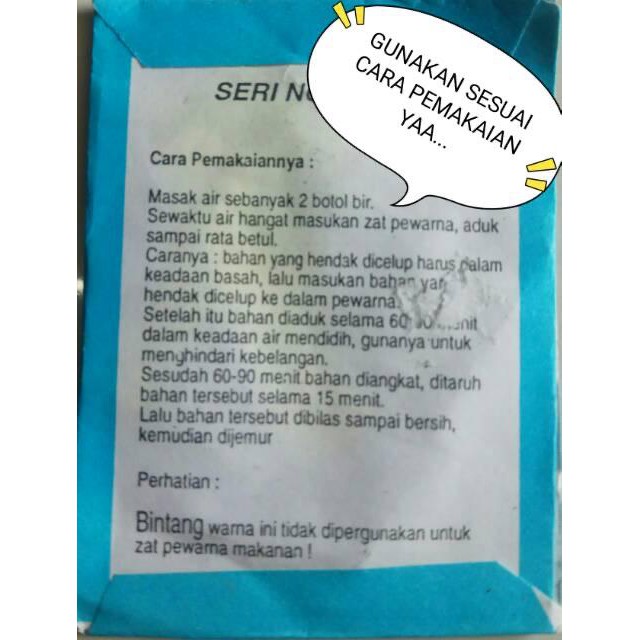 GUNAKAN SESUAI
CARA PEMAKAIAN
YAA...
SERI
Cara Pemakaiannya :
Masak air sebanyak 2 botol bir.
Sewaktu air hangat masukan zat pewarna, aduk
sampai rata betul.
Caranya : bahan yang hendak dicelup harus dalam
keadaan basah, lalu masukan bahan
hendak dicelup ke dalam pewarna.
Setelah itu bahan diaduk selama
dalam keadaan air mendidih, gunanya untuk
menghindari kebelangan.
Sesudah 60-90 menit bahan diangkat, ditaruh
bahan tersebut selama 15 menit.
Lalu bahan tersebut dibilas sampai bersih,
kemudian dijemur
Perhatian :
Bintang warna ini tidak dipergunakan untuk
zat pewarna makanan !